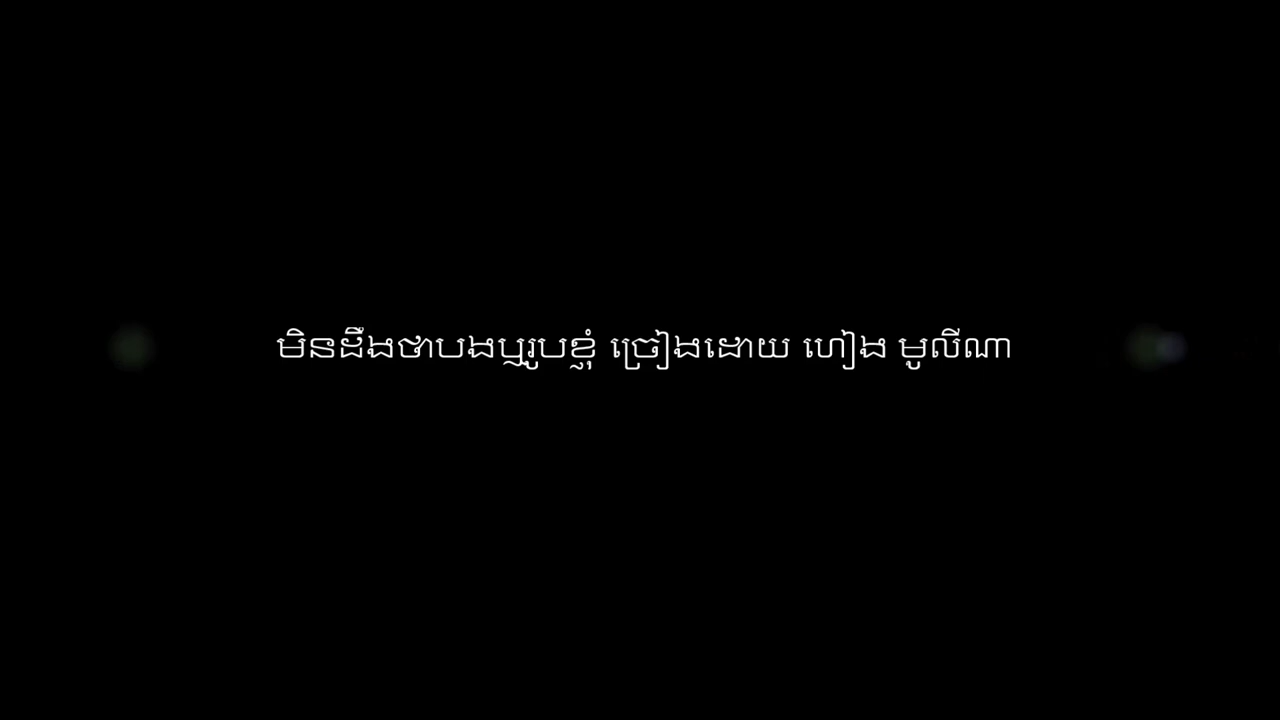 មិនដឹងថាបងប្ឬរូបខ្ញុំ ច្រៀងដោយ ហៀង មូលីណា